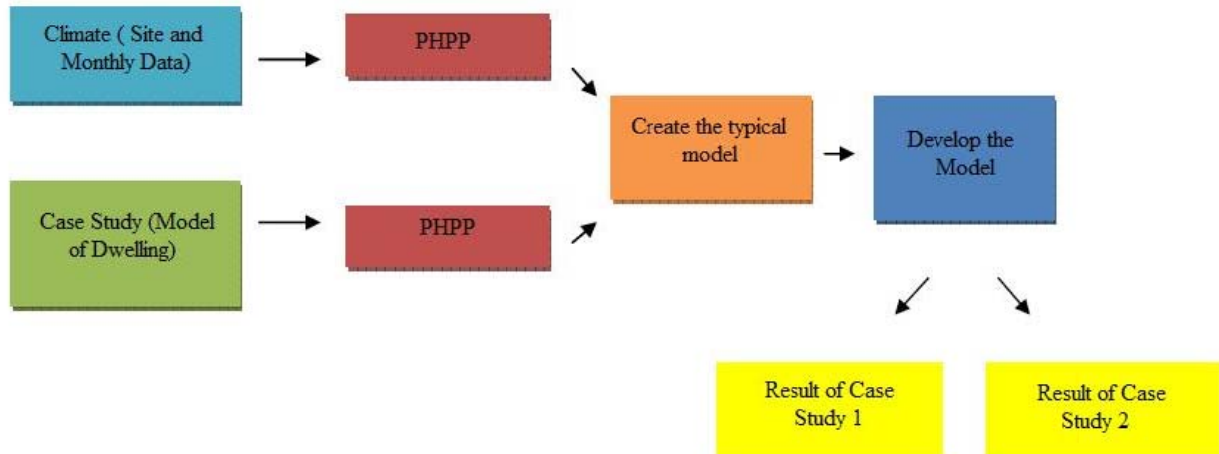 Climate ( Site and
Monthly Data)
PHPP
Create the typical
model
Develop the
Model
Case Study (Model
of Dwelling)
PHPP
Result of Case
Study 1
Result of Case
Study 2